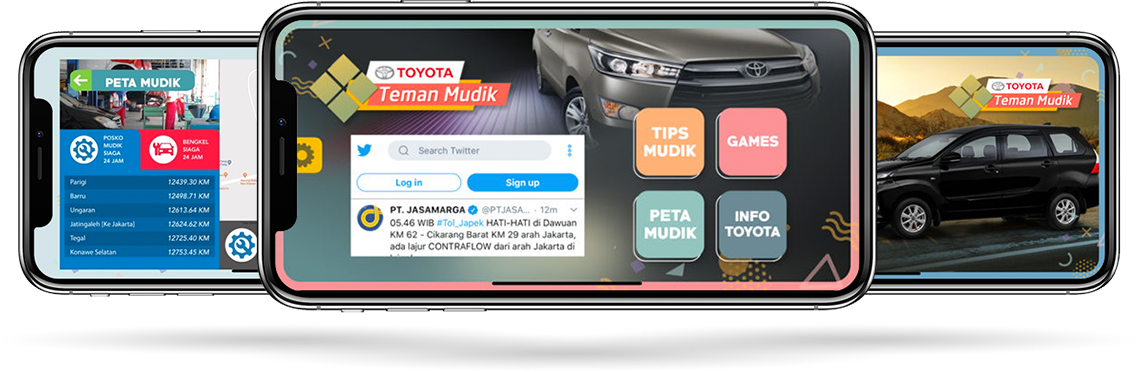 PETA MUDIK
POSKO
MUDIK
SIAGA
24 JAM
BENGKEL
SIAGA
24 JAM
Parigi 12439.30 KM
Barru 12498.71 KM
Ungaran 12613.64 KM
Jatingaleh [Ke Jakarta] 12624.62 KM
Tegal 12725.40 KM
Konawe Selatan 12753.45 KM
TOYOTA
Teman Mudik
Search Twitter
Log in
Sign up
PT. JASAMARGA @PTJASA... · 12m
05.46 WIB #Tol_Japek HATI-HATI di Dawuan
KM 62 - Cikarang Barat KM 29 arah Jakarta,
ada lajur CONTRAFLOW dari arah Jakarta di
TIPS
MUDIK
GAMES
PETA
MUDIK
INFO
TOYOTA
TOYOTA
Teman Mudik